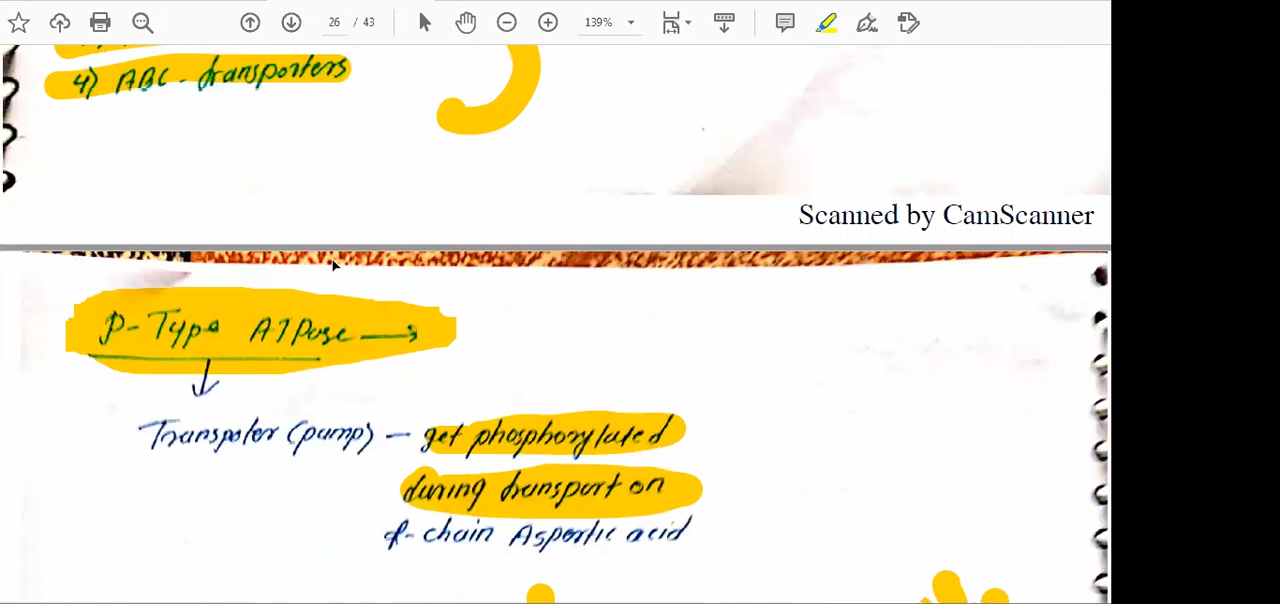 26 / 43
139%
4) ABC - transporters
Scanned by CamScanner
P-Type ATPase →
↓
Transpoter (pump) — get phosphorylated
during transport on
α-chain Aspartic acid